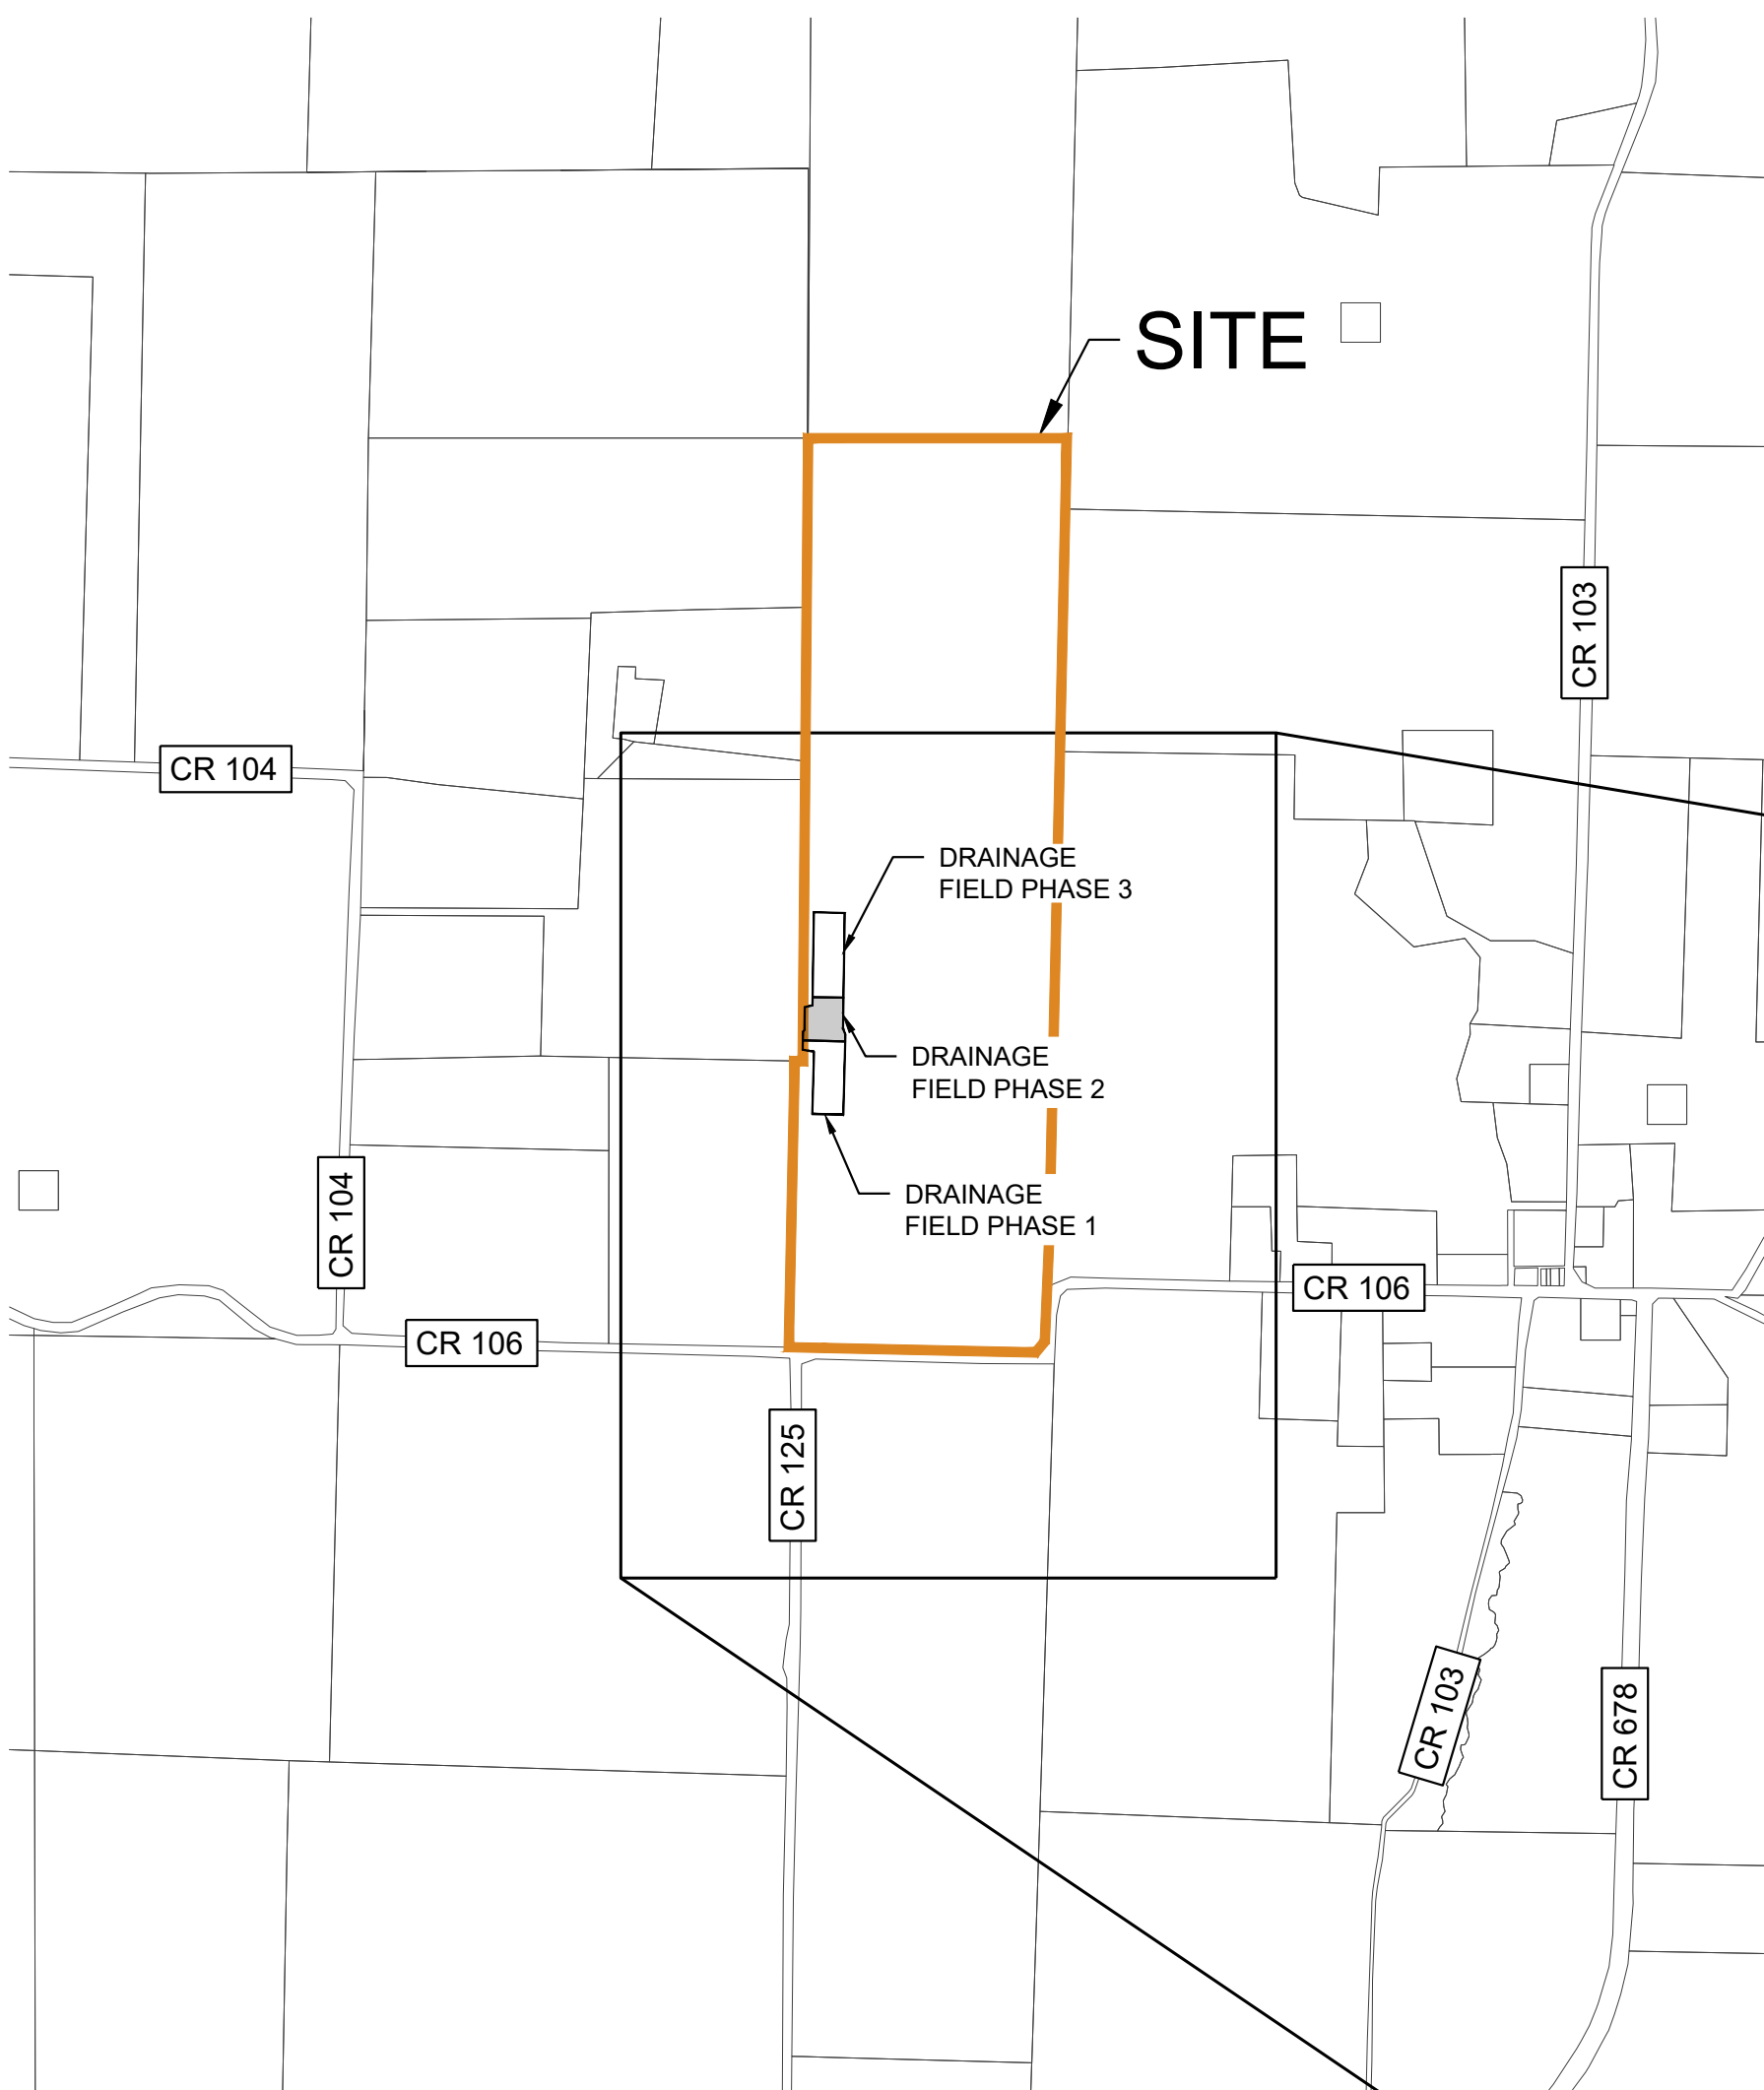 SITE
CR 103
CR 104
DRAINAGE
FIELD PHASE 3
DRAINAGE
FIELD PHASE 2
DRAINAGE
FIELD PHASE 1
CR 104
CR 106
CR 106
CR 125
CR 103
CR 678